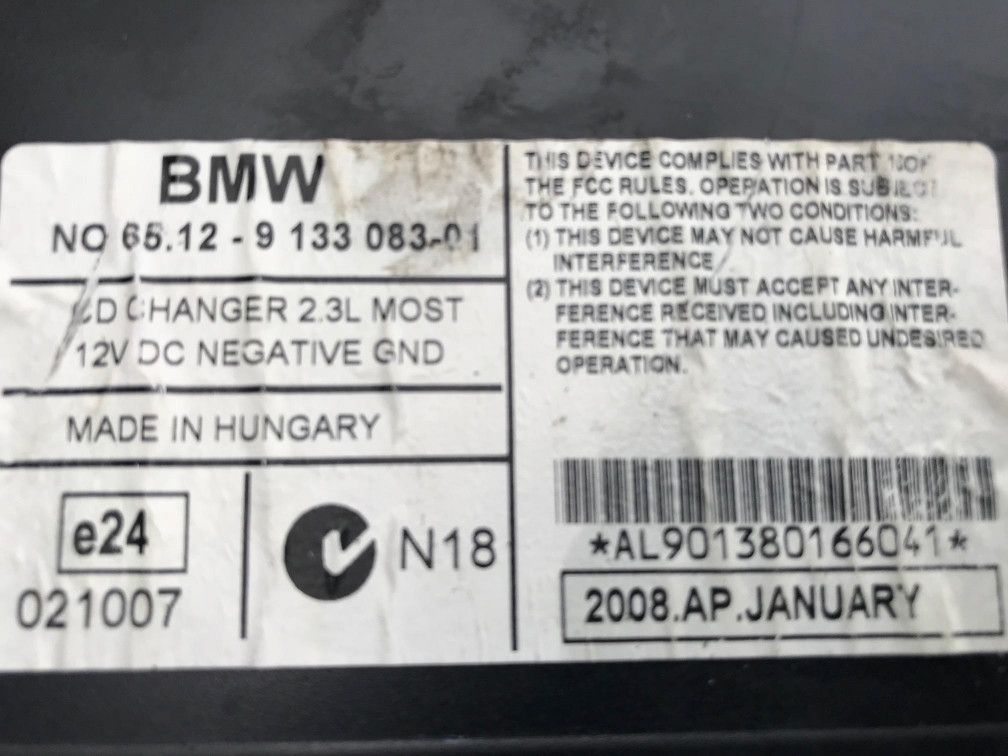 BMW
NO 65.12 - 9 133 083-01
CD CHANGER 2.3L MOST
12V DC NEGATIVE GND
MADE IN HUNGARY
e24
021007
N18
THIS DEVICE COMPLIES WITH PART
THE FCC RULES. OPERATION IS SUBJECT
TO THE FOLLOWING TWO CONDITIONS:
(1) THIS DEVICE MAY NOT CAUSE HARMFUL
INTERFERENCE
(2) THIS DEVICE MUST ACCEPT ANY INTER-
FERENCE RECEIVED INCLUDING INTER-
FERENCE THAT MAY CAUSED UNDESIRED
OPERATION.
*AL901380166041*
2008.AP.JANUARY